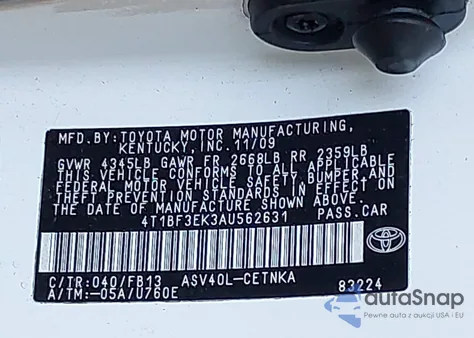 MFD. BY: TOYOTA MOTOR MANUFACTURING,
KENTUCKY, INC. 11/09
GVWR 4345LB GAWR FR 2668LB RR 2359LB
THIS VEHICLE CONFORMS TO ALL APPLICABLE
FEDERAL MOTOR VEHICLE SAFETY, BUMPER, AND
THEFT PREVENTION STANDARDS IN EFFECT ON
THE DATE OF MANUFACTURE SHOWN ABOVE.
4T1BF3EK3AU562631 PASS.CAR
TOYOTA
C/TR:040/FB13 ASV40L-CETNKA
A/TM:-05A/U760E 83224
autoSnap
Pewne auta z aukcji USA i EU